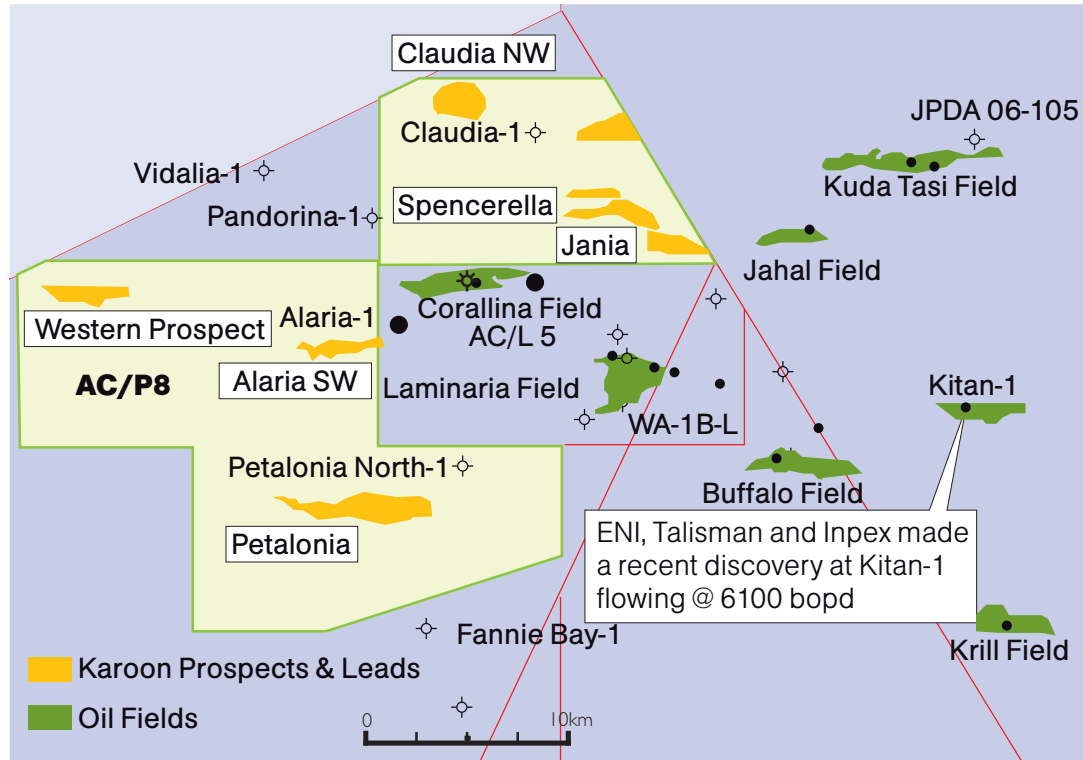 Claudia NW
JPDA 06-105
Claudia-1
Vidalia-1
Kuda Tasi Field
Pandorina-1
Spencerella
Jania
Jahal Field
Corallina Field
AC/L 5
Alaria-1
Western Prospect
AC/P8
Alaria SW
Laminaria Field
Kitan-1
WA-1B-L
Petalonia North-1
Buffalo Field
Petalonia
ENI, Talisman and Inpex made
a recent discovery at Kitan-1
flowing @ 6100 bopd
Fannie Bay-1
Krill Field
Karoon Prospects & Leads
Oil Fields
0 10km